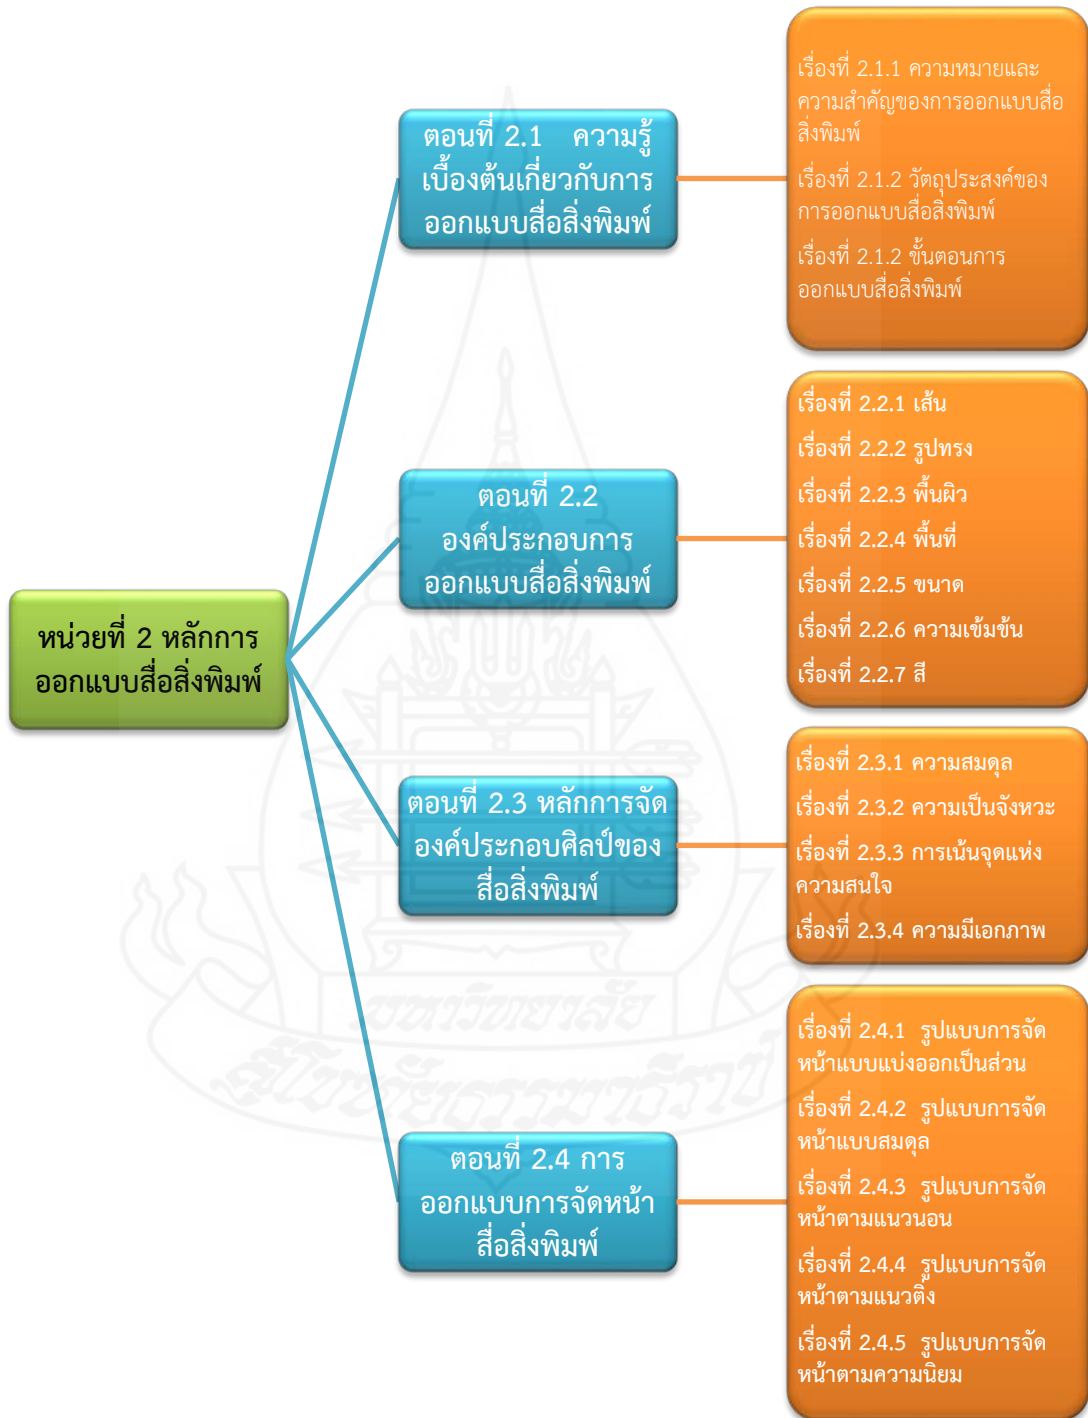 หน่วยที่ 2 หลักการ
ออกแบบสื่อสิ่งพิมพ์
ตอนที่ 2.1 ความรู้
เบื้องต้นเกี่ยวกับการ
ออกแบบสื่อสิ่งพิมพ์
เรื่องที่ 2.1.1 ความหมายและ
ความสำคัญของการออกแบบสื่อ
สิ่งพิมพ์
เรื่องที่ 2.1.2 วัตถุประสงค์ของ
การออกแบบสื่อสิ่งพิมพ์
เรื่องที่ 2.1.2 ขั้นตอนการ
ออกแบบสื่อสิ่งพิมพ์
ตอนที่ 2.2
องค์ประกอบการ
ออกแบบสื่อสิ่งพิมพ์
เรื่องที่ 2.2.1 เส้น
เรื่องที่ 2.2.2 รูปทรง
เรื่องที่ 2.2.3 พื้นผิว
เรื่องที่ 2.2.4 พื้นที่
เรื่องที่ 2.2.5 ขนาด
เรื่องที่ 2.2.6 ความเข้มข้น
เรื่องที่ 2.2.7 สี
ตอนที่ 2.3 หลักการจัด
องค์ประกอบศิลป์ของ
สื่อสิ่งพิมพ์
เรื่องที่ 2.3.1 ความสมดุล
เรื่องที่ 2.3.2 ความเป็นจังหวะ
เรื่องที่ 2.3.3 การเน้นจุดแห่ง
ความสนใจ
เรื่องที่ 2.3.4 ความมีเอกภาพ
ตอนที่ 2.4 การ
ออกแบบการจัดหน้า
สื่อสิ่งพิมพ์
เรื่องที่ 2.4.1 รูปแบบการจัด
หน้าแบบแบ่งออกเป็นส่วน
เรื่องที่ 2.4.2 รูปแบบการจัด
หน้าแบบสมดุล
เรื่องที่ 2.4.3 รูปแบบการจัด
หน้าตามแนวนอน
เรื่องที่ 2.4.4 รูปแบบการจัด
หน้าตามแนวตั้ง
เรื่องที่ 2.4.5 รูปแบบการจัด
หน้าตามความนิยม
มหาวิทยาลัย
สุโขทัยธรรมาธิราช